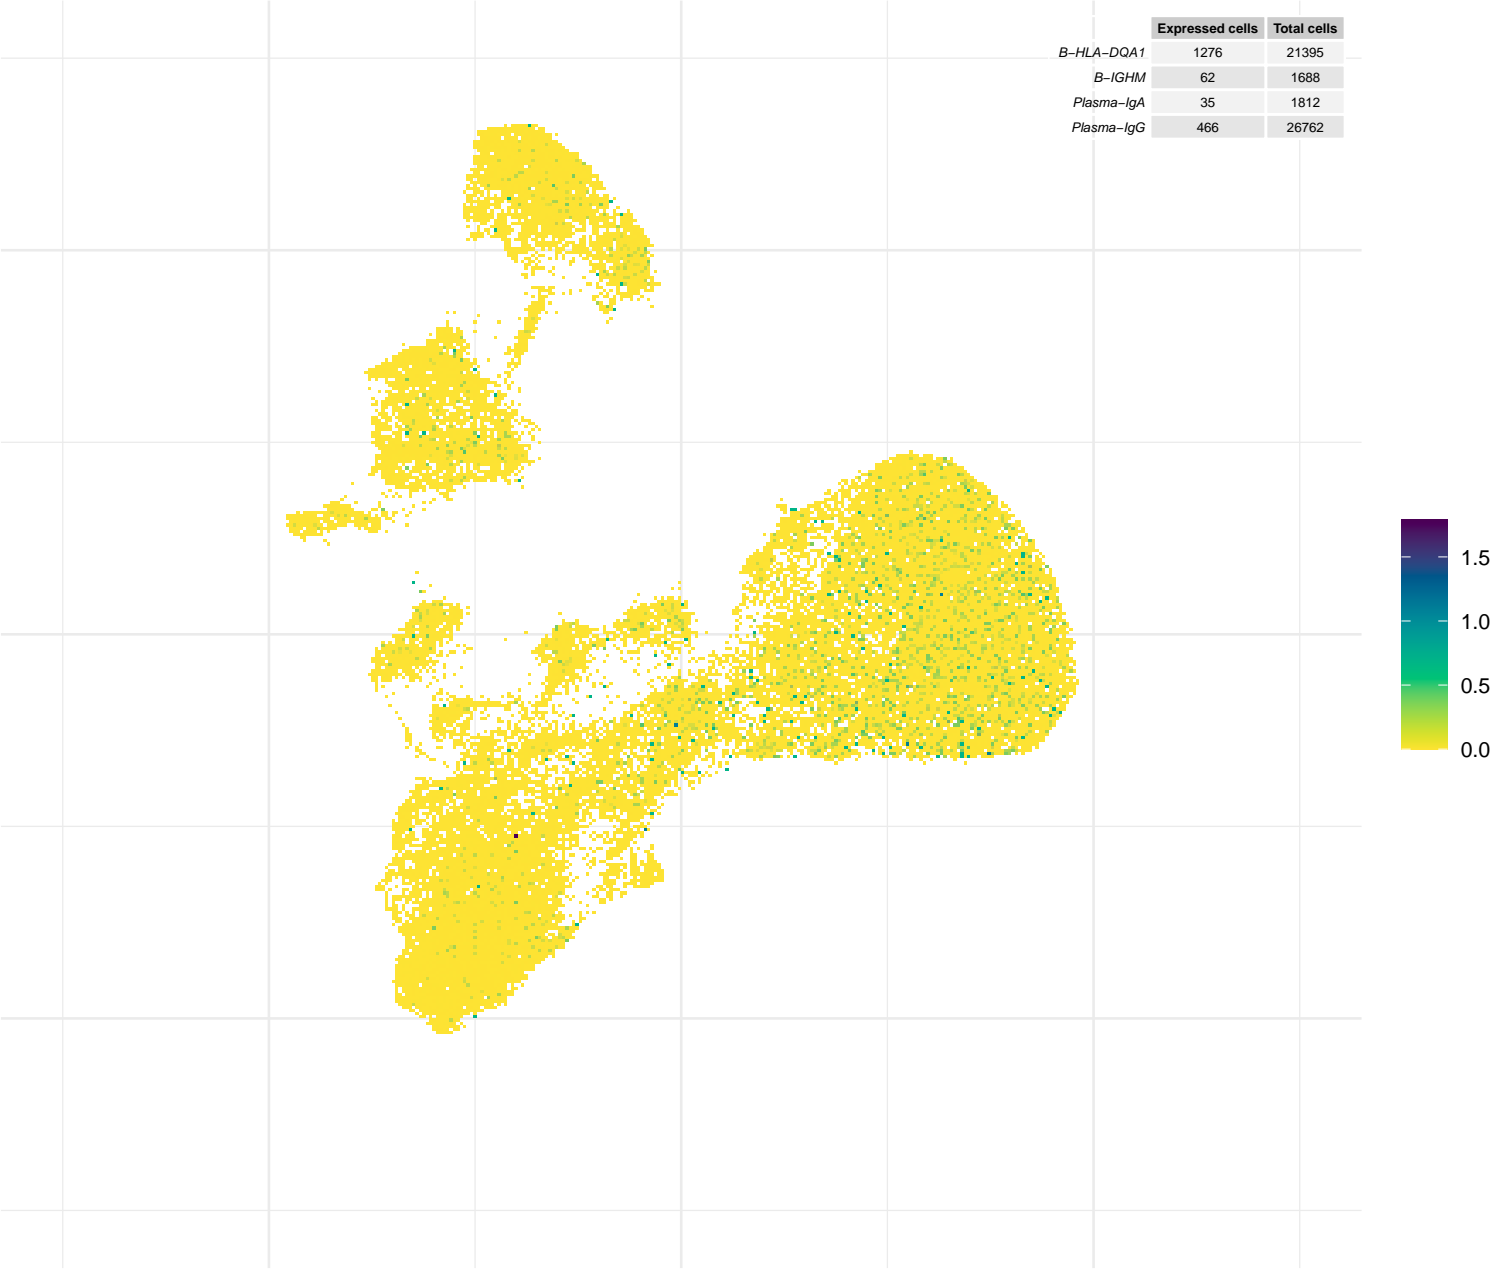 Expressed cells Total cells
B−HLA−DQA1 1276 21395
B−IGHM 62 1688
Plasma−IgA 35 1812
Plasma−IgG 466 26762
1.5
1.0
0.5
0.0